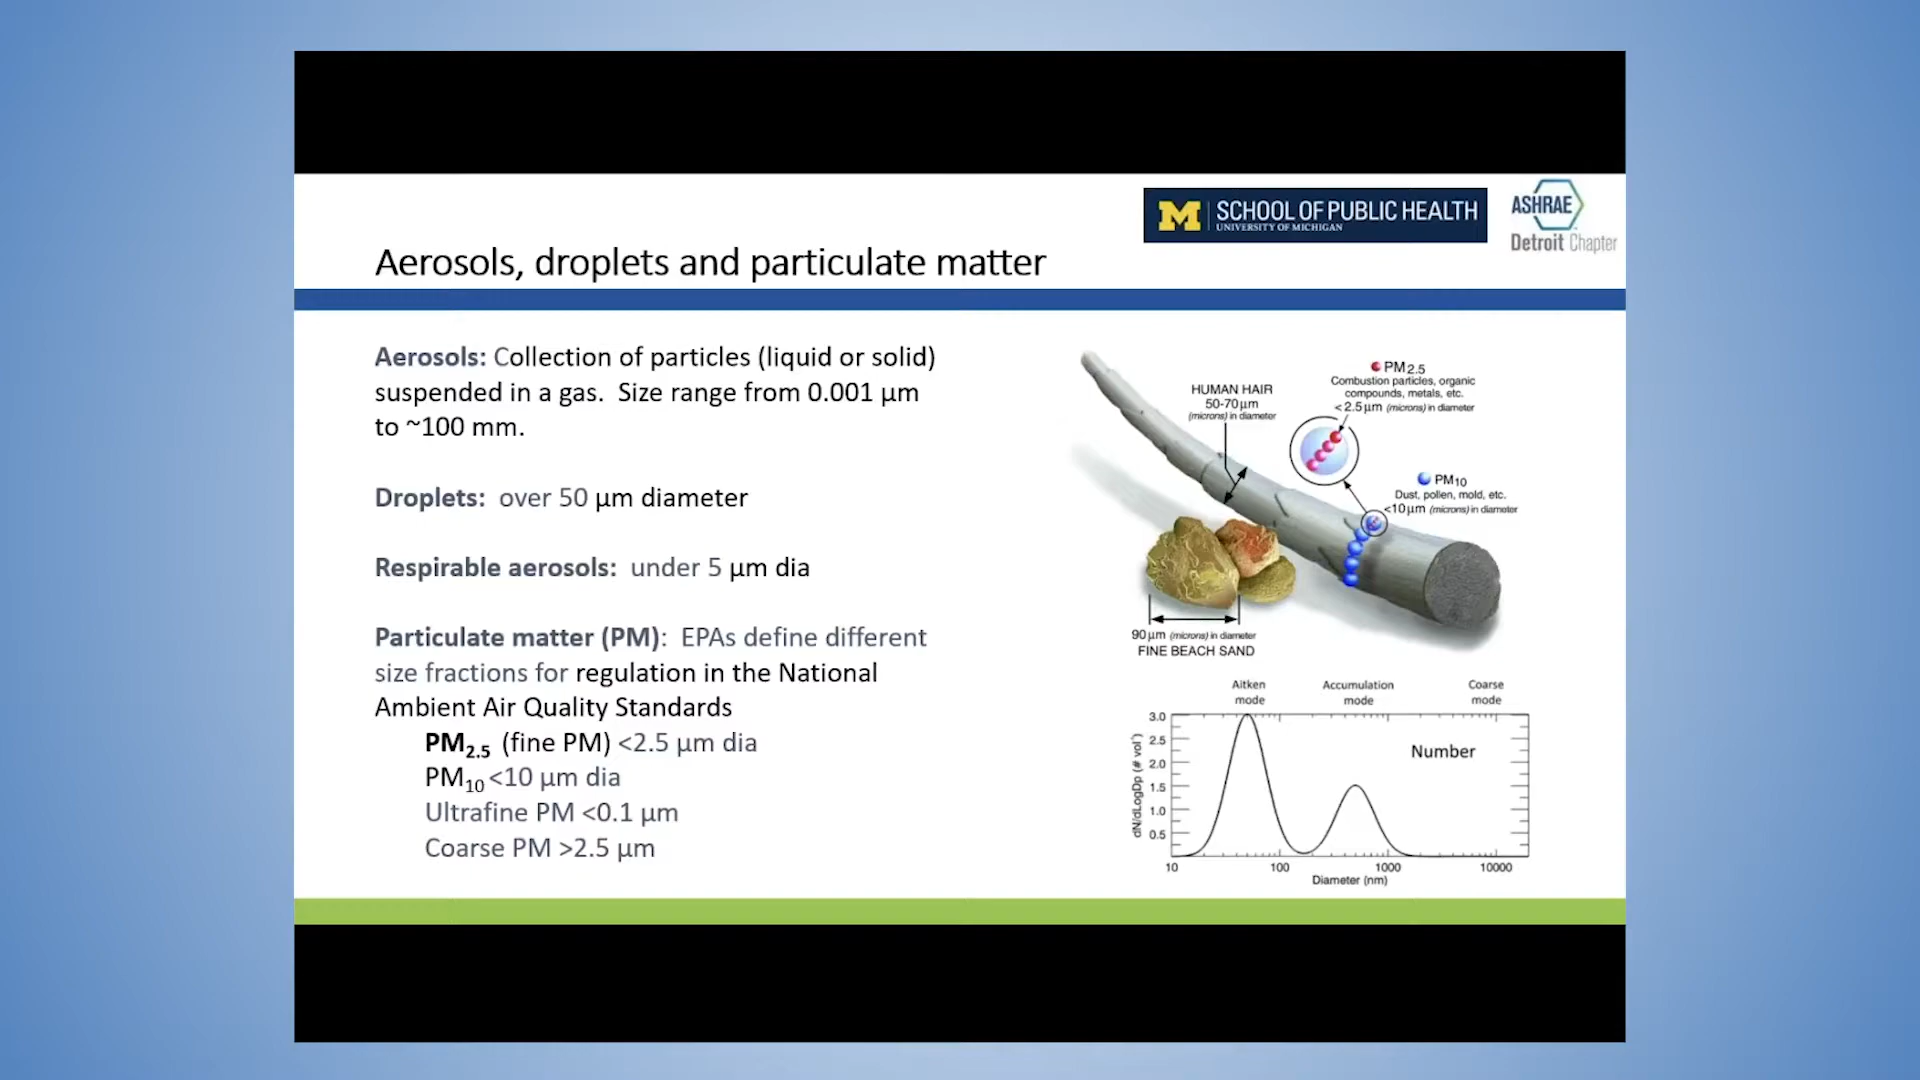 M SCHOOL OF PUBLIC HEALTH
UNIVERSITY OF MICHIGAN
ASHRAE
Detroit Chapter
Aerosols, droplets and particulate matter
Aerosols: Collection of particles (liquid or solid)
suspended in a gas. Size range from 0.001 µm
to ~100 mm.
Droplets: over 50 µm diameter
Respirable aerosols: under 5 µm dia
Particulate matter (PM): EPAs define different
size fractions for regulation in the National
Ambient Air Quality Standards
PM2.5 (fine PM) <2.5 µm dia
PM10 <10 µm dia
Ultrafine PM <0.1 µm
Coarse PM >2.5 µm
HUMAN HAIR
50-70µm
(microns) in diameter
PM2.5
Combustion particles, organic
compounds, metals, etc.
<2.5µm (microns) in diameter
PM10
Dust, pollen, mold, etc.
<10µm (microns) in diameter
90µm (microns) in diameter
FINE BEACH SAND
Aitken
mode
Accumulation
mode
Coarse
mode
3.0
2.5
2.0
1.5
1.0
0.5
dN/dLogDp (# vol⁻)
Number
10
100
1000
10000
Diameter (nm)